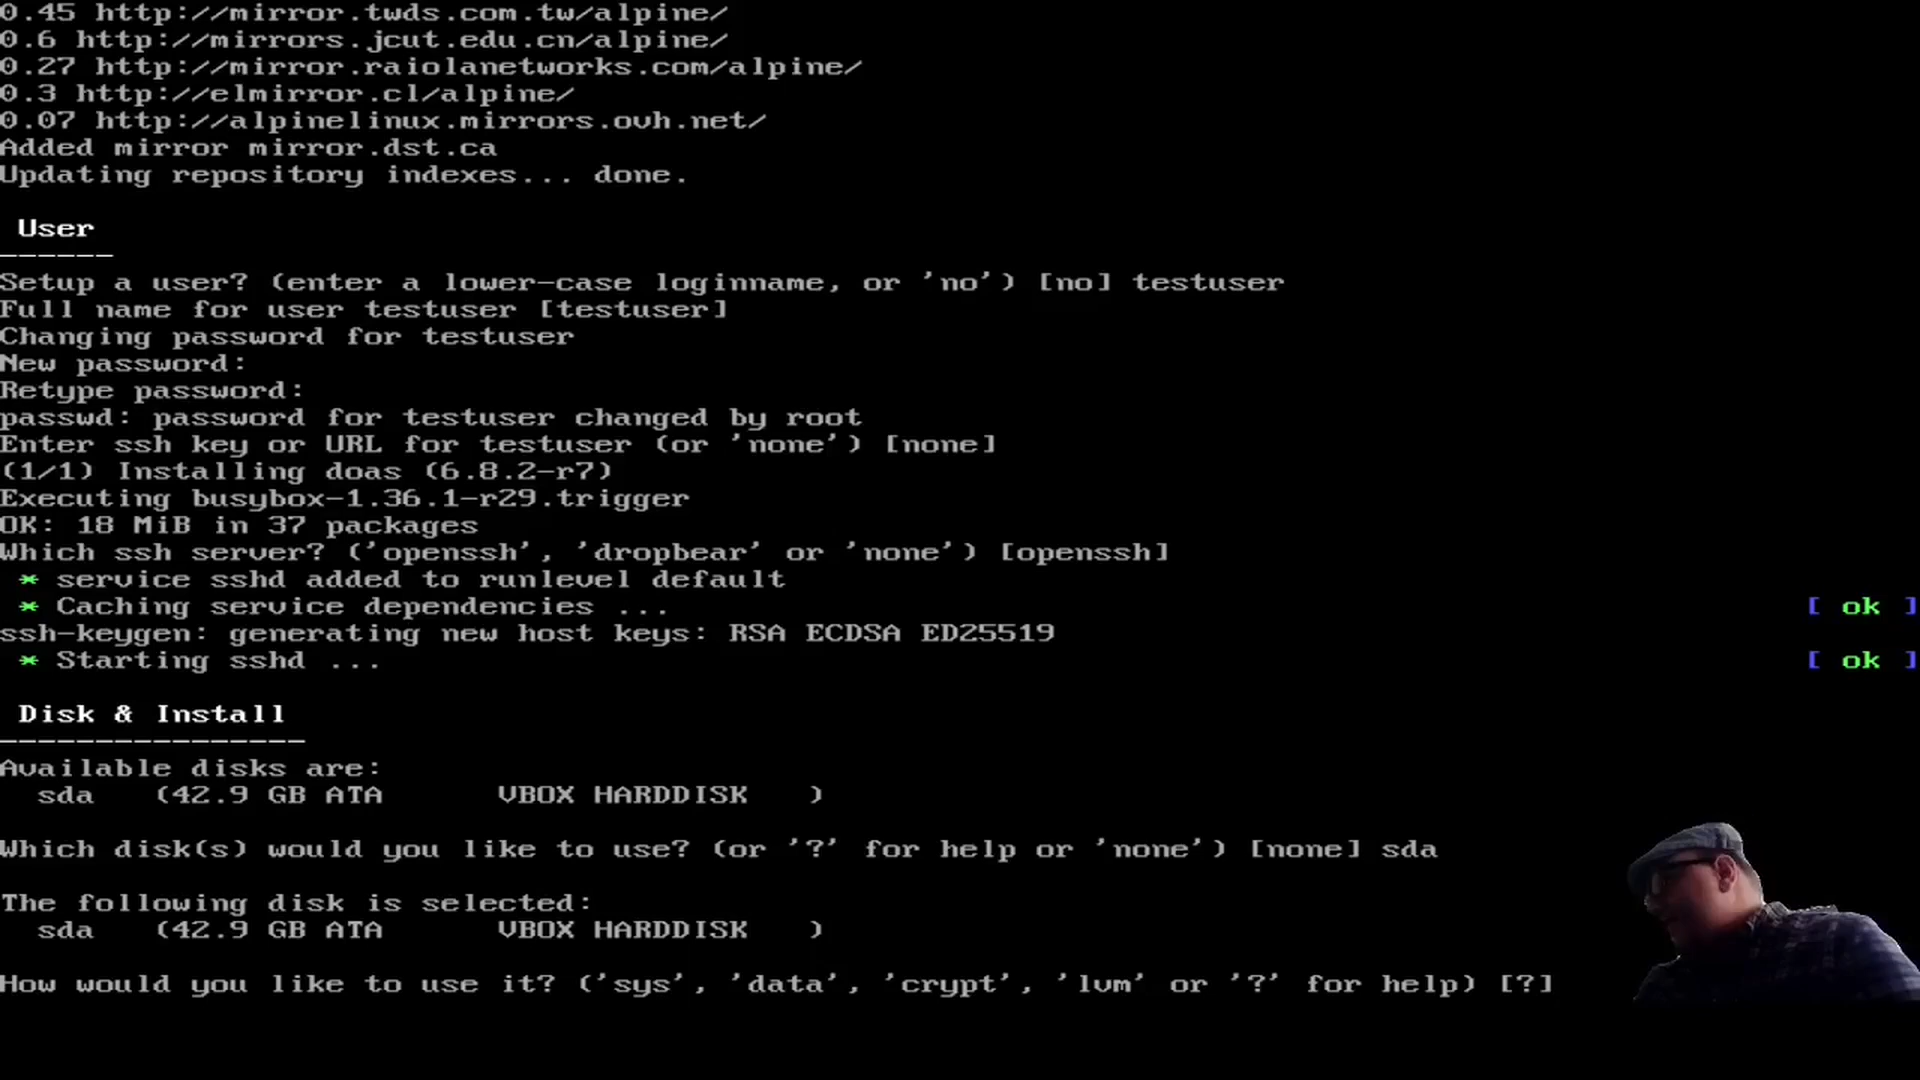 0.45 http://mirror.twds.com.tw/alpine/
0.6 http://mirrors.jcut.edu.cn/alpine/
0.27 http://mirror.raiolanetworks.com/alpine/
0.3 http://elmirror.cl/alpine/
0.07 http://alpinelinux.mirrors.ovh.net/
Added mirror mirror.dst.ca
Updating repository indexes... done.
User
------
Setup a user? (enter a lower-case loginname, or 'no') [no] testuser
Full name for user testuser [testuser]
Changing password for testuser
New password:
Retype password:
passwd: password for testuser changed by root
Enter ssh key or URL for testuser (or 'none') [none]
(1/1) Installing doas (6.8.2-r7)
Executing busybox-1.36.1-r29.trigger
OK: 18 MiB in 37 packages
Which ssh server? ('openssh', 'dropbear' or 'none') [openssh]
* service sshd added to runlevel default
* Caching service dependencies ... [ ok ]
ssh-keygen: generating new host keys: RSA ECDSA ED25519
* Starting sshd ... [ ok ]
Disk & Install
----------------
Available disks are:
sda (42.9 GB ATA VBOX HARDDISK )
Which disk(s) would you like to use? (or '?' for help or 'none') [none] sda
The following disk is selected:
sda (42.9 GB ATA VBOX HARDDISK )
How would you like to use it? ('sys', 'data', 'crypt', 'lvm' or '?' for help) [?]